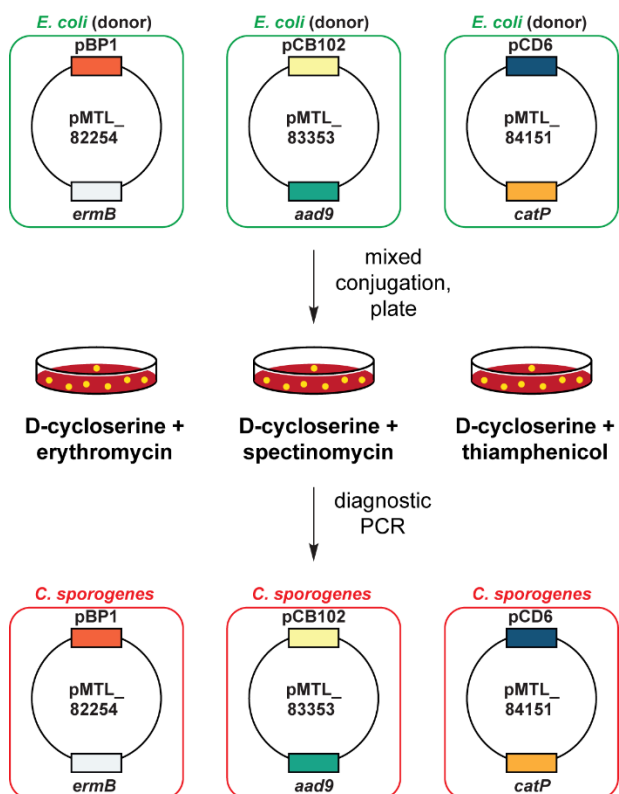 E. coli (donor) E. coli (donor) E. coli (donor)
pBP1 pCB102 pCD6
pMTL_ pMTL_ pMTL_
82254 83353 84151
ermB aad9 catP
mixed
conjugation,
plate
D-cycloserine + D-cycloserine + D-cycloserine +
erythromycin spectinomycin thiamphenicol
diagnostic
PCR
C. sporogenes C. sporogenes C. sporogenes
pBP1 pCB102 pCD6
pMTL_ pMTL_ pMTL_
82254 83353 84151
ermB aad9 catP